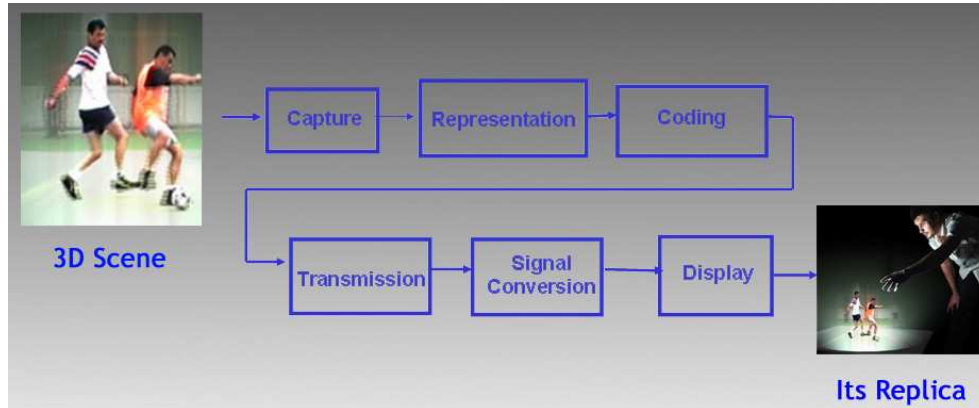 3D Scene
Capture
Representation
Coding
Transmission
Signal
Conversion
Display
Its Replica